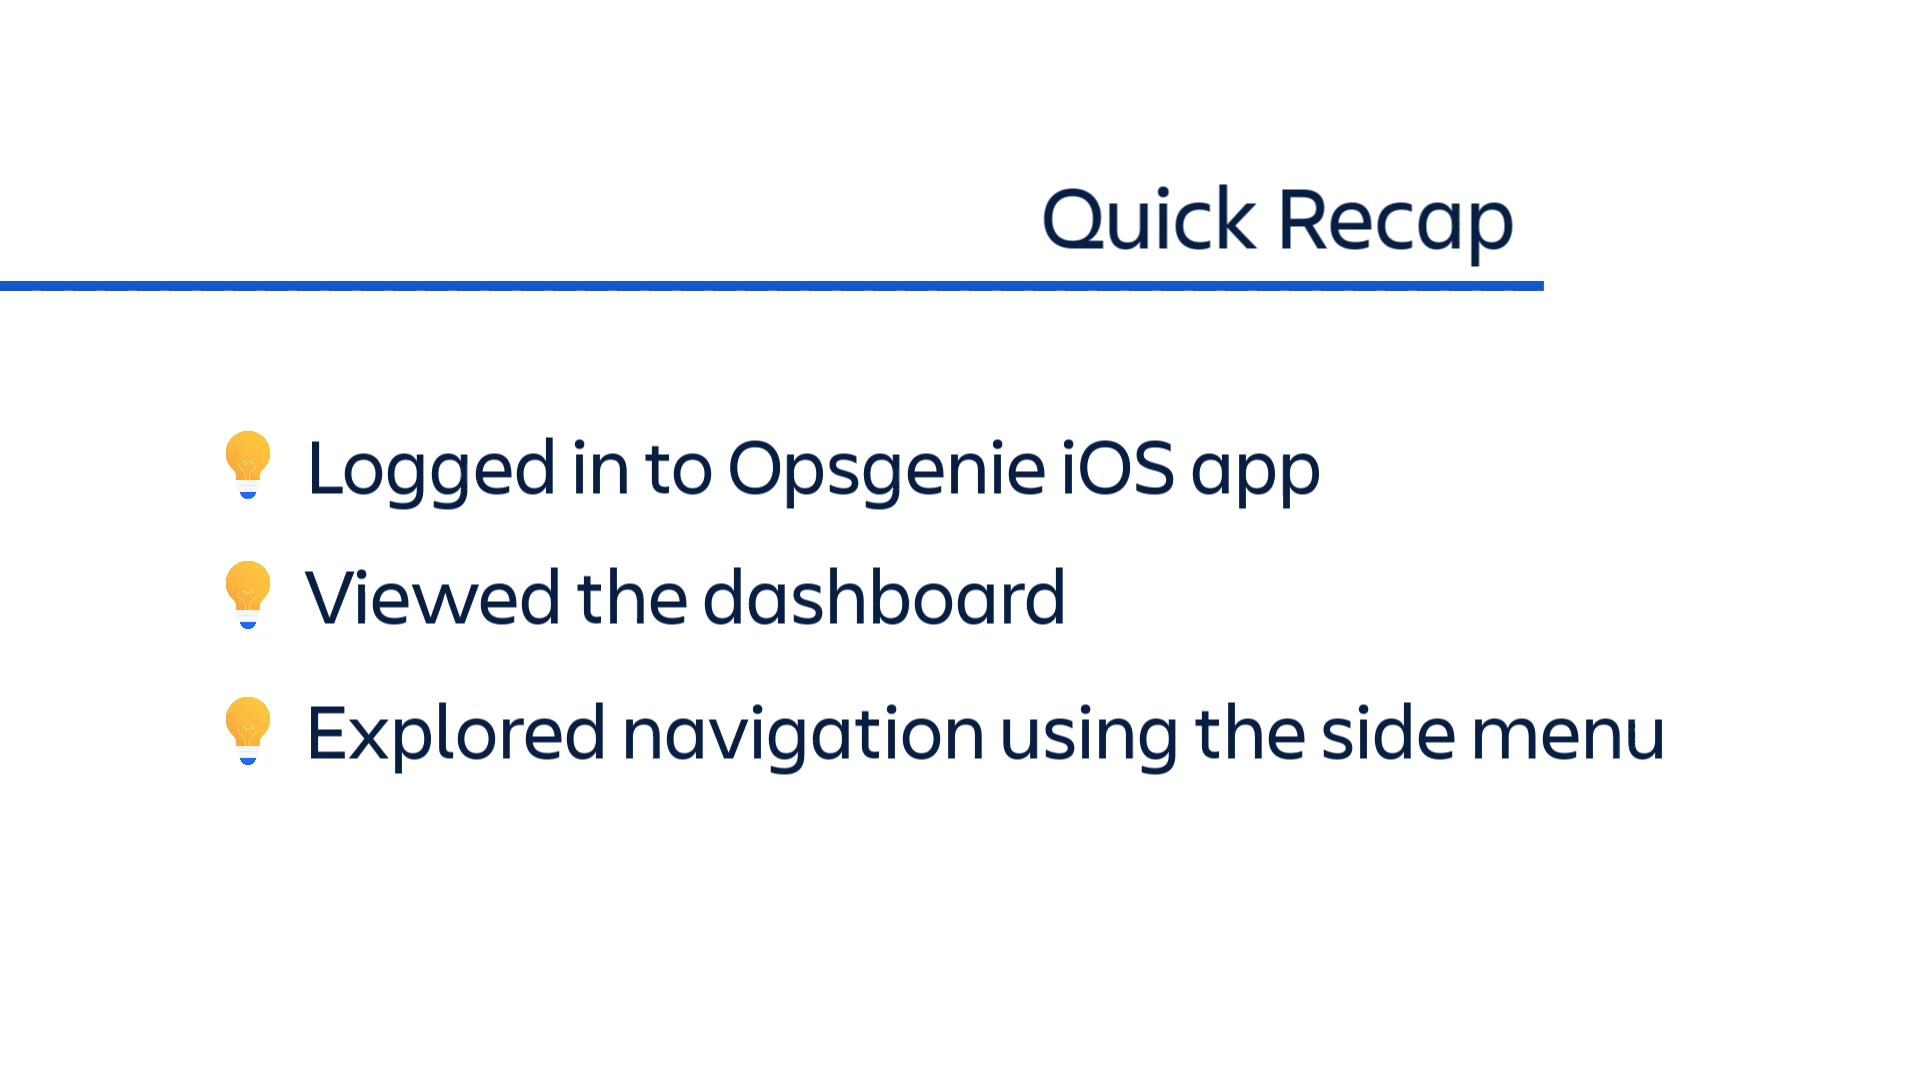 Quick Recap
Logged in to Opsgenie iOS app
Viewed the dashboard
Explored navigation using the side menu